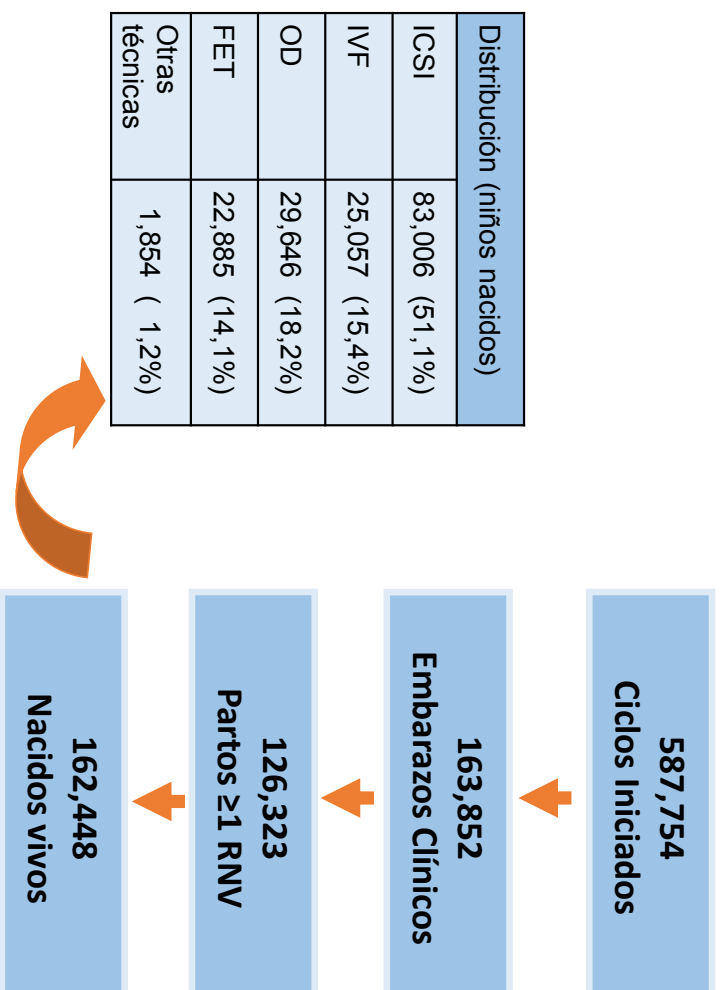 587,754
Ciclos Iniciados
163,852
Embarazos Clínicos
126,323
Partos ≥1 RNV
162,448
Nacidos vivos
Distribución (niños nacidos)
ICSI 83,006 (51,1%)
IVF 25,057 (15,4%)
OD 29,646 (18,2%)
FET 22,885 (14,1%)
Otras
técnicas 1,854 ( 1,2%)